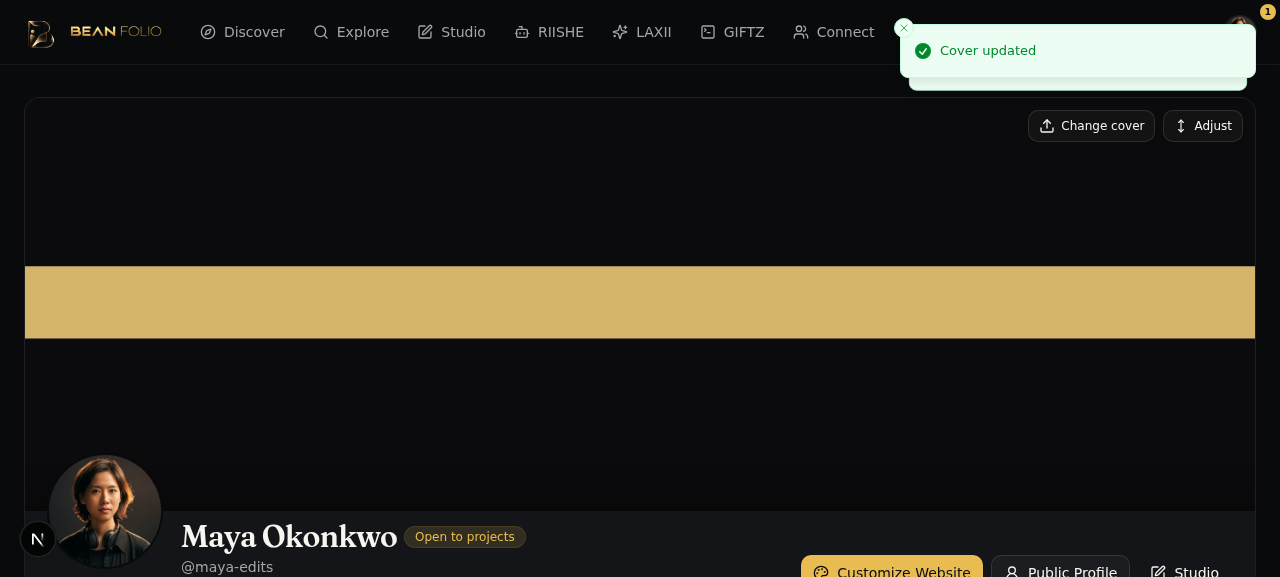 BEAN FOLIO
Discover
Explore
Studio
RIISHE
LAXII
GIFTZ
Connect
1
Cover updated
Change cover
Adjust
Maya Okonkwo
Open to projects
@maya-edits
N
Customize Website
Public Profile
Studio